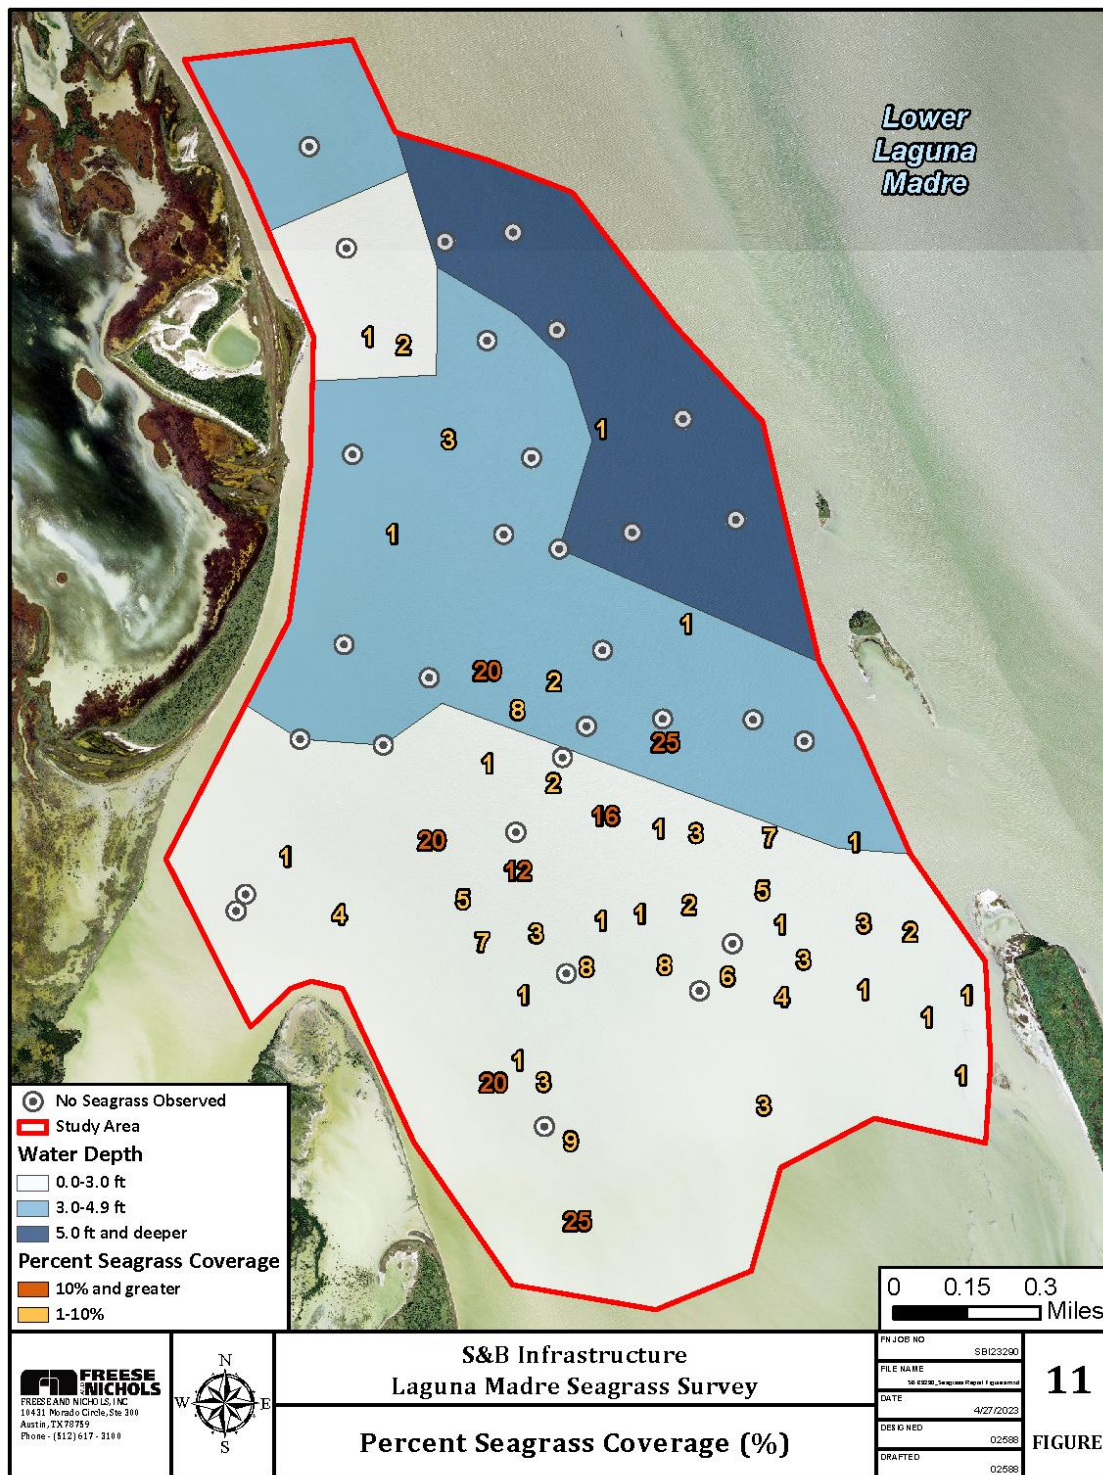 Lower
Laguna
Madre
1 2
3
1
1
1
20
2
8
25
1
2
16
1 3 7 1
20
12
1
5
5
2
4
1 1
1 3 2
3
7
8 8 6 3
1
4 1
1
1
1
20 3
1
3
9
25
No Seagrass Observed
Study Area
Water Depth
0.0-3.0 ft
3.0-4.9 ft
5.0 ft and deeper
Percent Seagrass Coverage
10% and greater
1-10%
0 0.15 0.3
Miles
FREESE
AND
NICHOLS
FREESE AND NICHOLS, INC
10431 Morado Circle, Ste 300
Austin, TX 78759
Phone - (512) 617 - 3100
N
W E
S
S&B Infrastructure
Laguna Madre Seagrass Survey
Percent Seagrass Coverage (%)
FN JOB NO
SBI23290
FILE NAME
DATE
4/27/2023
DESIGNED
02588
DRAFTED
02588
11
FIGURE